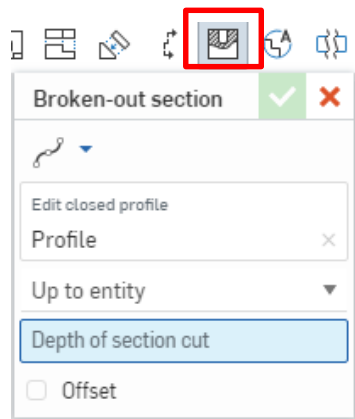 A
Broken-out section
Edit closed profile
Profile
Up to entity
Depth of section cut
Offset